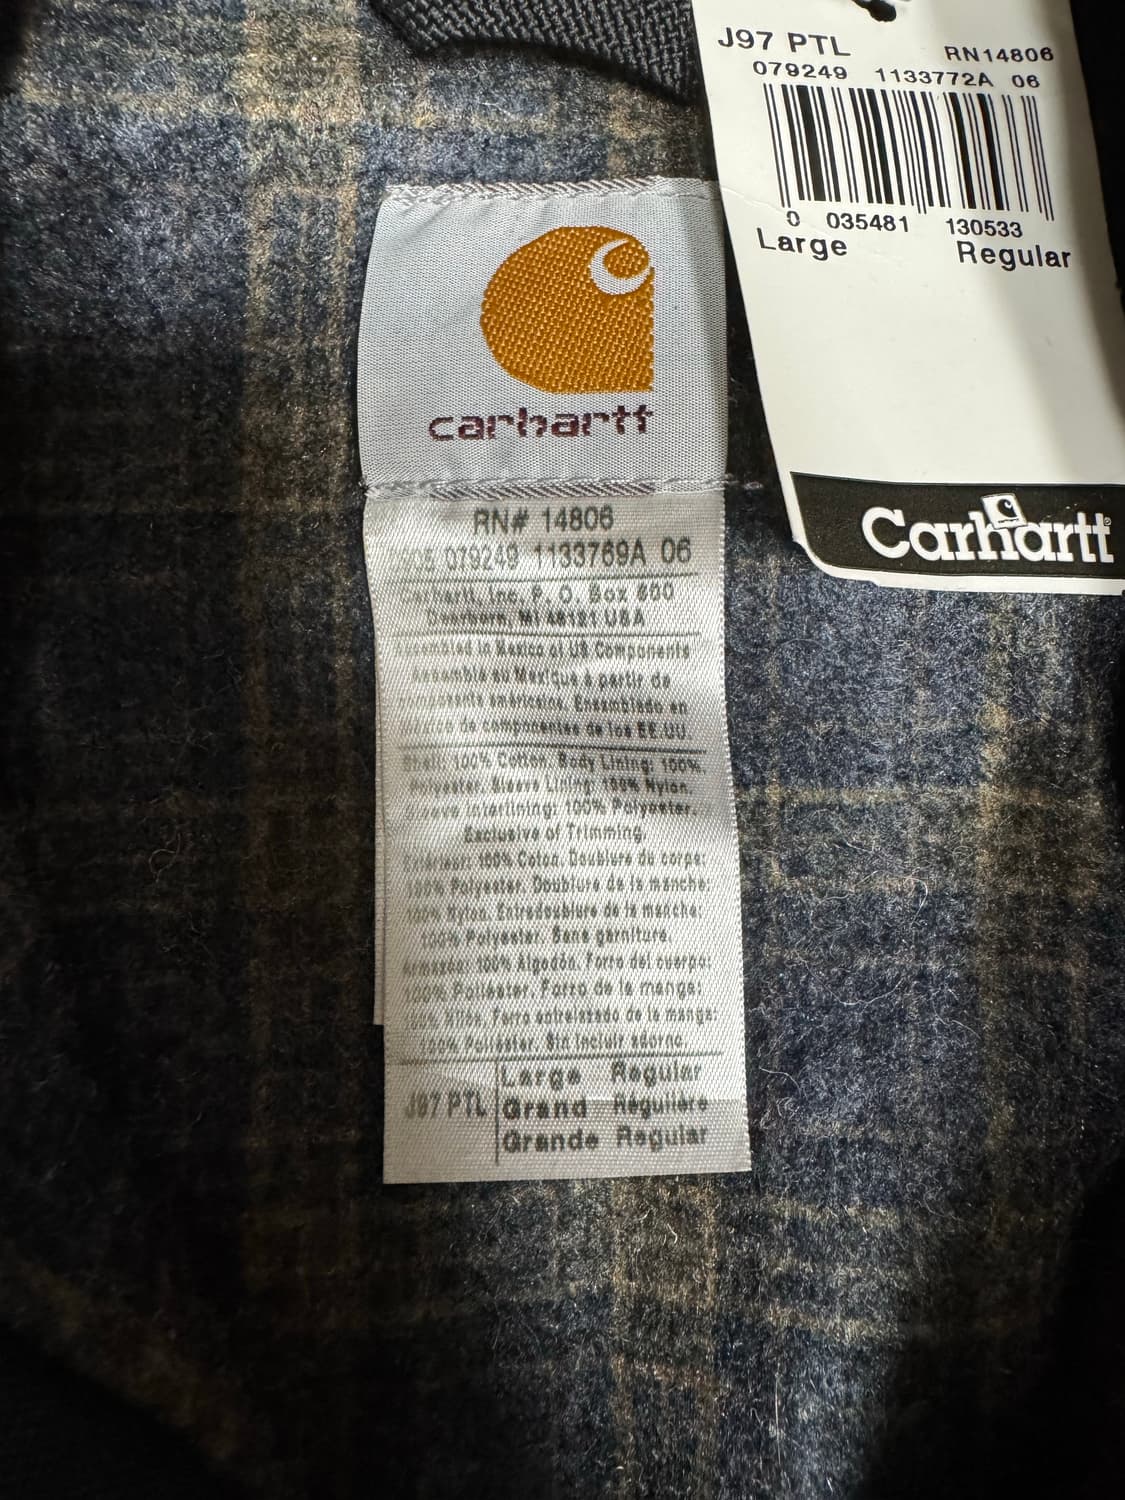 J97 PTL
RN14806
079249 1133772A 06
0 035481 130533
Large Regular
Carhartt
carhartt
RN# 14806
079249 1133769A 06
Carhartt, Inc. P. O. Box 600
Dearborn, MI 48121 USA
Assembled in Mexico of US Components
Assemblé au Mexique à partir de
composants américains. Ensamblado en
México de componentes de los EE.UU.
Shell: 100% Cotton. Body Lining: 100%
Polyester. Sleeve Lining: 100% Nylon.
Sleeve Interlining: 100% Polyester.
Exclusive of Trimming.
Extérieur: 100% Coton. Doublure du corps:
100% Polyester. Doublure de la manche:
100% Nylon. Entredoublure de la manche:
100% Polyester. Sans garniture.
Armazón: 100% Algodón. Forro del cuerpo:
100% Poliéster. Forro de la manga:
100% Nilón. Forro entrelazado de la manga:
100% Poliéster. Sin incluir adorno.
J97 PTL
Large Regular
Grand Régulière
Grande Regular